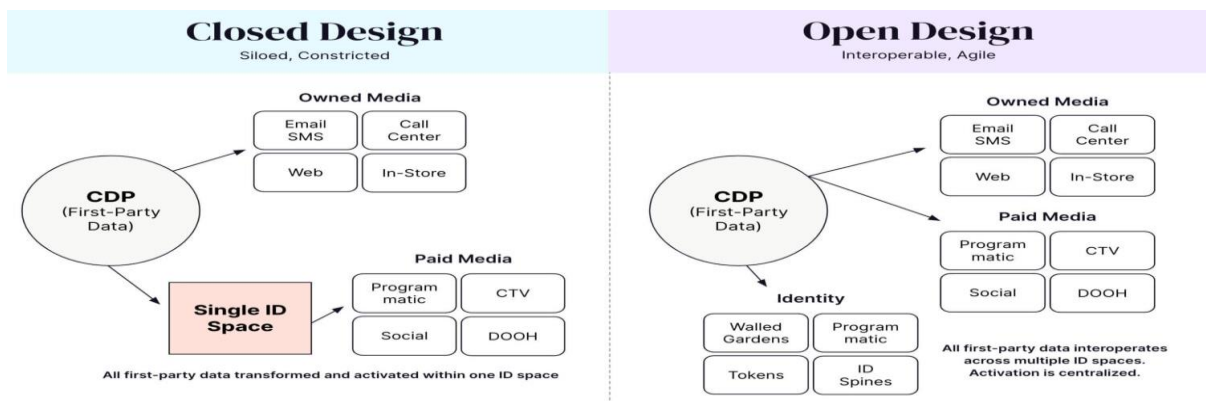 Closed Design
Siloed, Constricted
Owned Media
Email
SMS
Call
Center
Web
In-Store
CDP
(First-Party
Data)
Paid Media
Single ID
Space
Program
matic
CTV
Social
DOOH
All first-party data transformed and activated within one ID space
Open Design
Interoperable, Agile
Owned Media
Email
SMS
Call
Center
Web
In-Store
CDP
(First-Party
Data)
Paid Media
Program
matic
CTV
Social
DOOH
Identity
Walled
Gardens
Program
matic
Tokens
ID
Spines
All first-party data interoperates
across multiple ID spaces.
Activation is centralized.